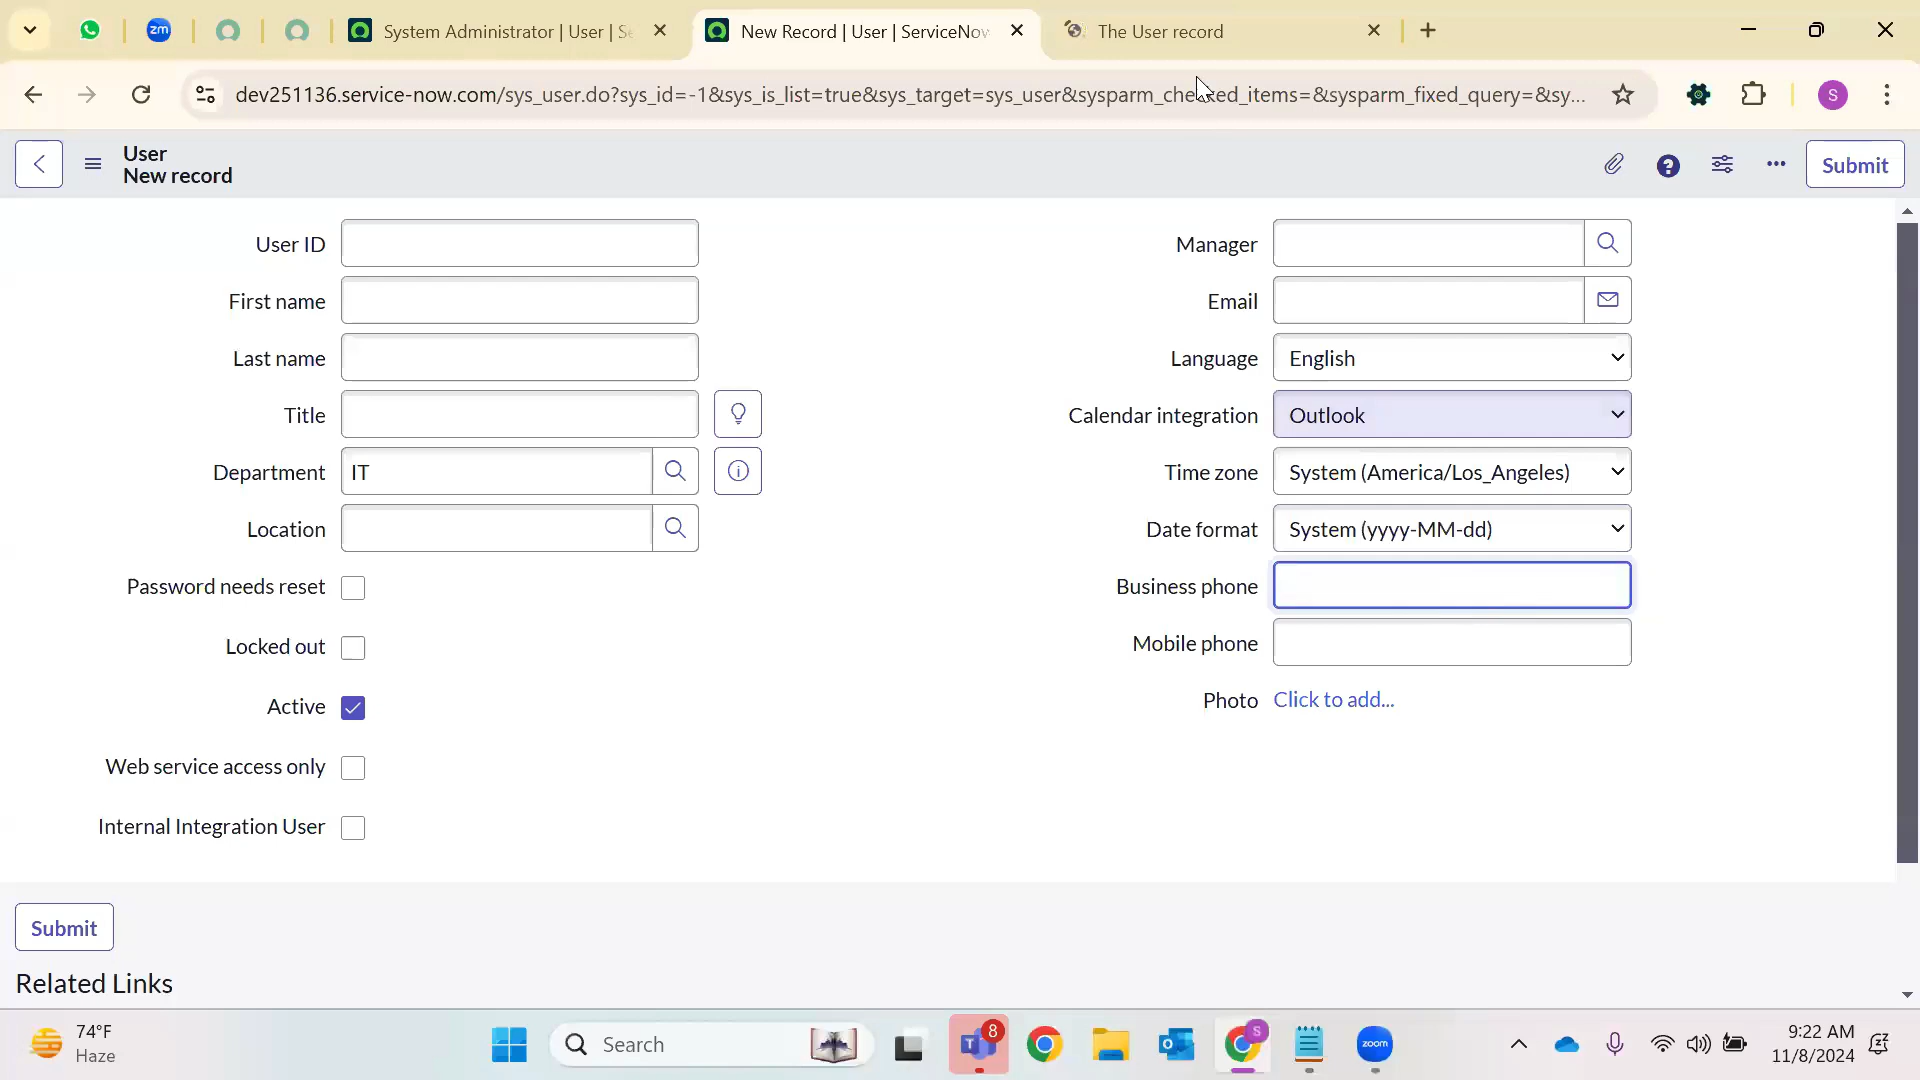 zm
System Administrator | User | Se
New Record | User | ServiceNov
The User record
dev251136.service-now.com/sys_user.do?sys_id=-1&sys_is_list=true&sys_target=sys_user&sysparm_checked_items=&sysparm_fixed_query=&sy...
S
User
New record
Submit
User ID
First name
Last name
Title
Department IT
Location
Password needs reset
Locked out
Active
Web service access only
Internal Integration User
Manager
Email
Language English
Calendar integration Outlook
Time zone System (America/Los_Angeles)
Date format System (yyyy-MM-dd)
Business phone
Mobile phone
Photo Click to add...
Submit
Related Links
74°F
Haze
Search
8
S
zoom
9:22 AM
11/8/2024